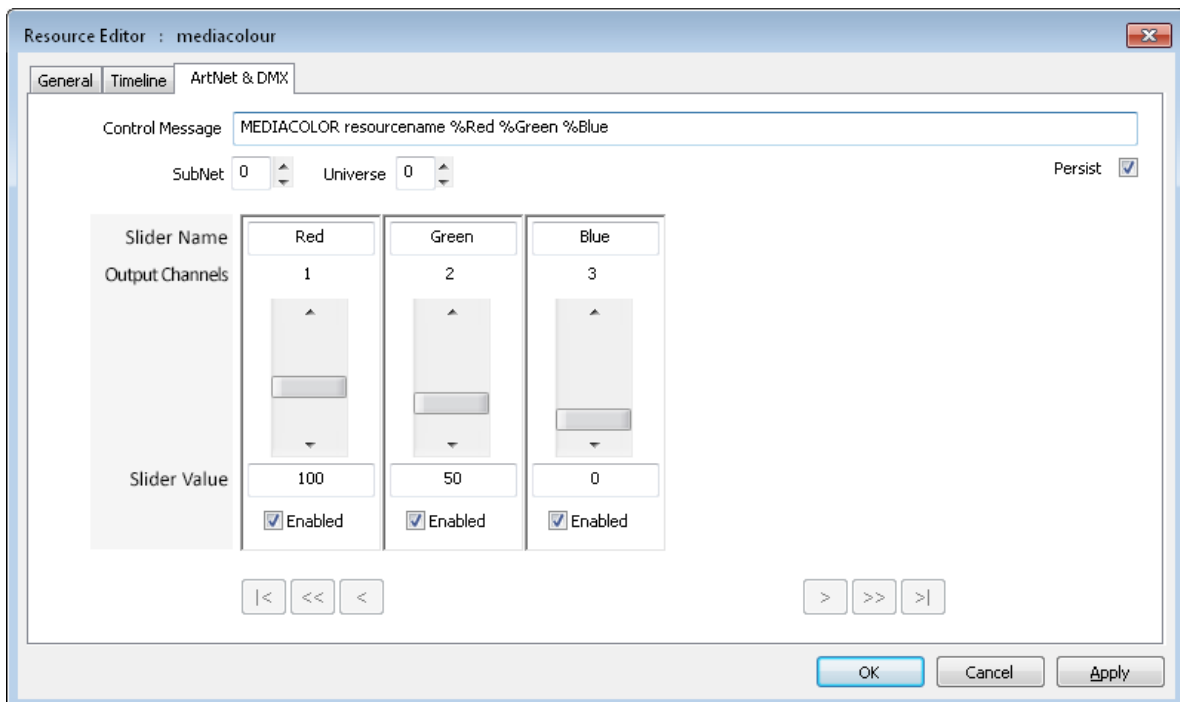 Resource Editor : mediacolour
General Timeline ArtNet & DMX
Control Message MEDIACOLOR resourcename %Red %Green %Blue
SubNet 0 Universe 0 Persist
Slider Name Red Green Blue
Output Channels 1 2 3
Slider Value 100 50 0
Enabled Enabled Enabled
|< << < > >> >|
OK Cancel Apply